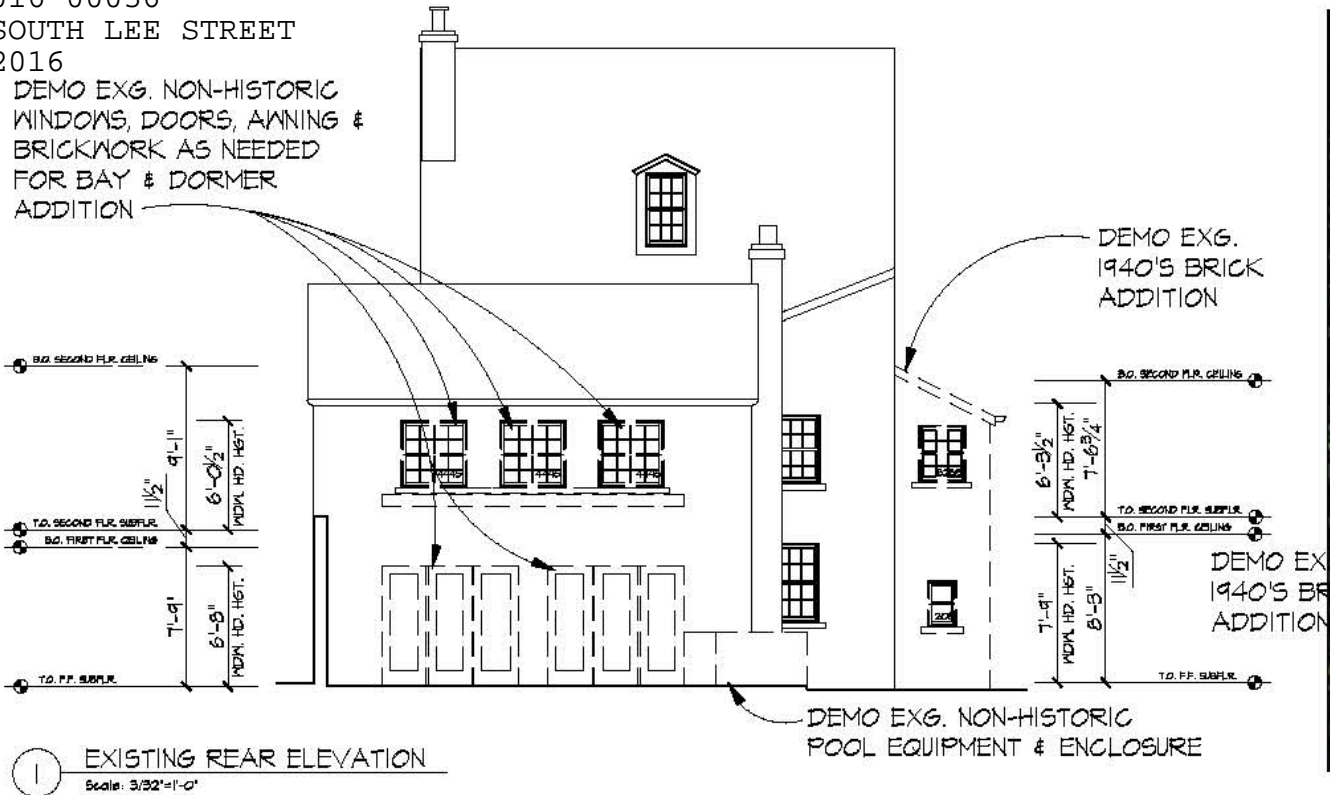 SOUTH LEE STREET
2016
DEMO EXG. NON-HISTORIC
WINDOWS, DOORS, AWNING &
BRICKWORK AS NEEDED
FOR BAY & DORMER
ADDITION
DEMO EXG.
1940'S BRICK
ADDITION
B.O. SECOND FLR. CEILING
9'-1"
6'-0½"
WDW. HD. HGT.
11½"
T.O. SECOND FLR. SUBFLR.
B.O. FIRST FLR. CEILING
7'-9"
6'-8"
WDW. HD. HGT.
T.O. F.F. SUBFLR.
B.O. SECOND FLR. CEILING
6'-3½"
WDW. HD. HGT.
7'-6¾"
T.O. SECOND FLR. SUBFLR.
B.O. FIRST FLR. CEILING
11½"
7'-9"
WDW. HD. HGT.
8'-3"
T.O. F.F. SUBFLR.
DEMO EX
1940'S BR
ADDITION
DEMO EXG. NON-HISTORIC
POOL EQUIPMENT & ENCLOSURE
1
EXISTING REAR ELEVATION
Scale: 3/32"=1'-0"